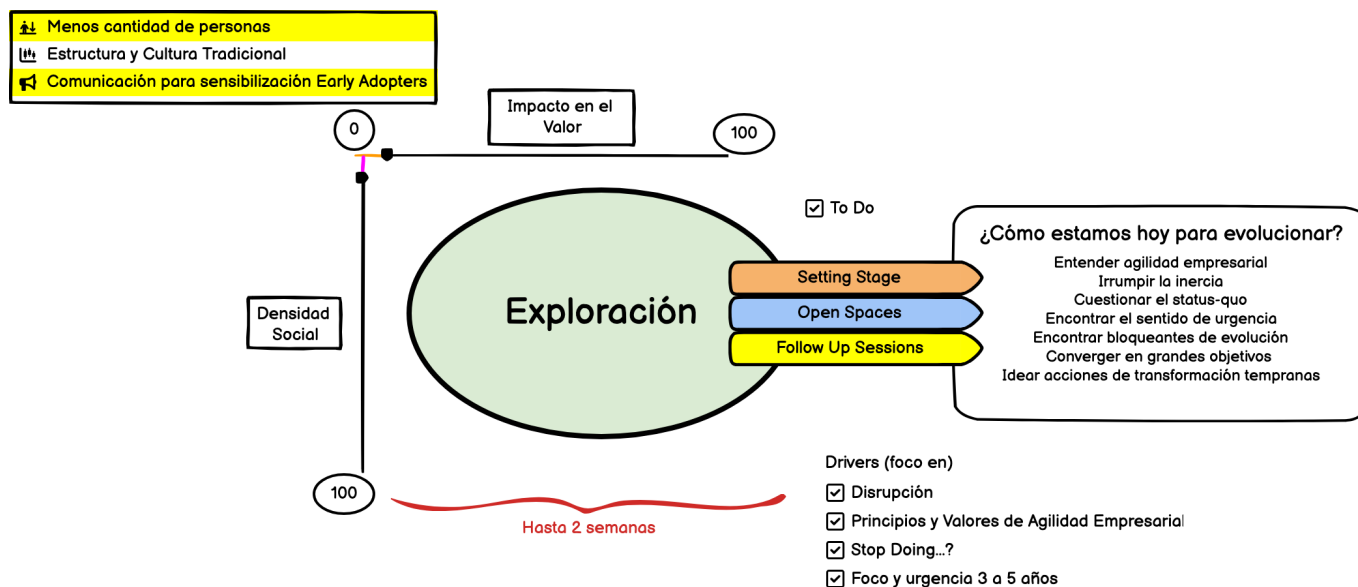 Menos cantidad de personas
Estructura y Cultura Tradicional
Comunicación para sensibilización Early Adopters
0
Impacto en el
Valor
100
To Do
¿Cómo estamos hoy para evolucionar?
Entender agilidad empresarial
Irrumpir la inercia
Cuestionar el status-quo
Encontrar el sentido de urgencia
Encontrar bloqueantes de evolución
Converger en grandes objetivos
Idear acciones de transformación tempranas
Setting Stage
Open Spaces
Follow Up Sessions
Exploración
Densidad
Social
100
Hasta 2 semanas
Drivers (foco en)
Disrupción
Principios y Valores de Agilidad Empresarial
Stop Doing...?
Foco y urgencia 3 a 5 años